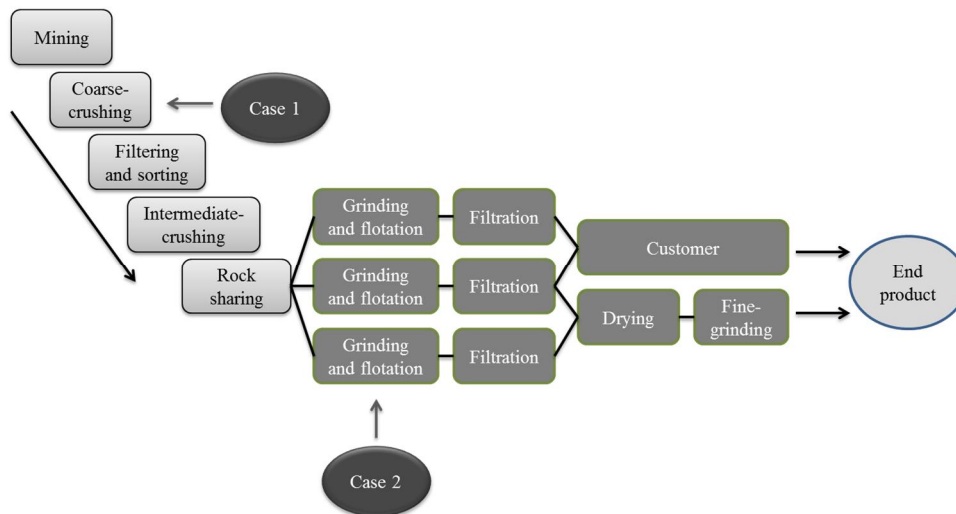 Mining
Coarse-
crushing
Case 1
Filtering
and sorting
Intermediate-
crushing
Rock
sharing
Grinding
and flotation
Filtration
Grinding
and flotation
Filtration
Grinding
and flotation
Filtration
Customer
Drying
Fine-
grinding
End
product
Case 2